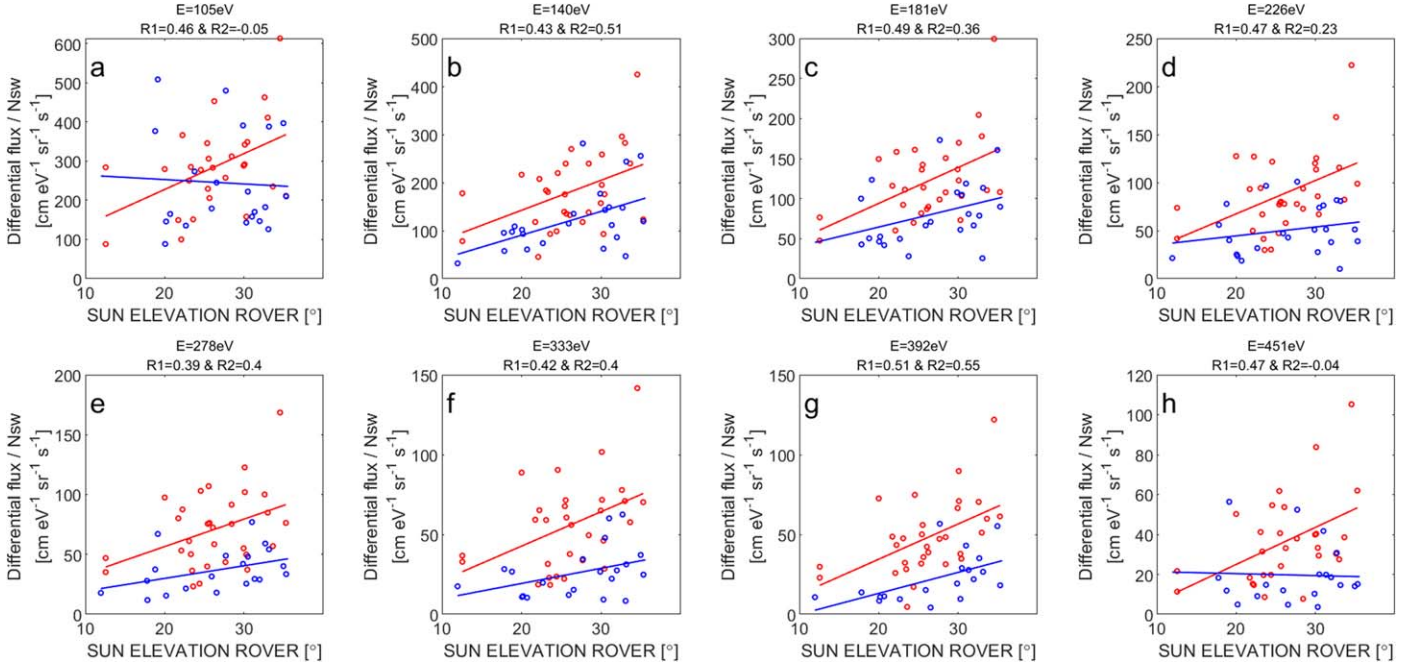 E=105eV
R1=0.46 & R2=-0.05
a
600
500
400
300
200
100
0
10 20 30
Differential flux / Nsw
[cm eV⁻¹ sr⁻¹ s⁻¹]
SUN ELEVATION ROVER [°]
E=140eV
R1=0.43 & R2=0.51
b
500
400
300
200
100
0
10 20 30
Differential flux / Nsw
[cm eV⁻¹ sr⁻¹ s⁻¹]
SUN ELEVATION ROVER [°]
E=181eV
R1=0.49 & R2=0.36
c
300
250
200
150
100
50
0
10 20 30
Differential flux / Nsw
[cm eV⁻¹ sr⁻¹ s⁻¹]
SUN ELEVATION ROVER [°]
E=226eV
R1=0.47 & R2=0.23
d
250
200
150
100
50
0
10 20 30
Differential flux / Nsw
[cm eV⁻¹ sr⁻¹ s⁻¹]
SUN ELEVATION ROVER [°]
E=278eV
R1=0.39 & R2=0.4
e
200
150
100
50
0
10 20 30
Differential flux / Nsw
[cm eV⁻¹ sr⁻¹ s⁻¹]
SUN ELEVATION ROVER [°]
E=333eV
R1=0.42 & R2=0.4
f
150
100
50
0
10 20 30
Differential flux / Nsw
[cm eV⁻¹ sr⁻¹ s⁻¹]
SUN ELEVATION ROVER [°]
E=392eV
R1=0.51 & R2=0.55
g
150
100
50
0
10 20 30
Differential flux / Nsw
[cm eV⁻¹ sr⁻¹ s⁻¹]
SUN ELEVATION ROVER [°]
E=451eV
R1=0.47 & R2=-0.04
h
120
100
80
60
40
20
0
10 20 30
Differential flux / Nsw
[cm eV⁻¹ sr⁻¹ s⁻¹]
SUN ELEVATION ROVER [°]